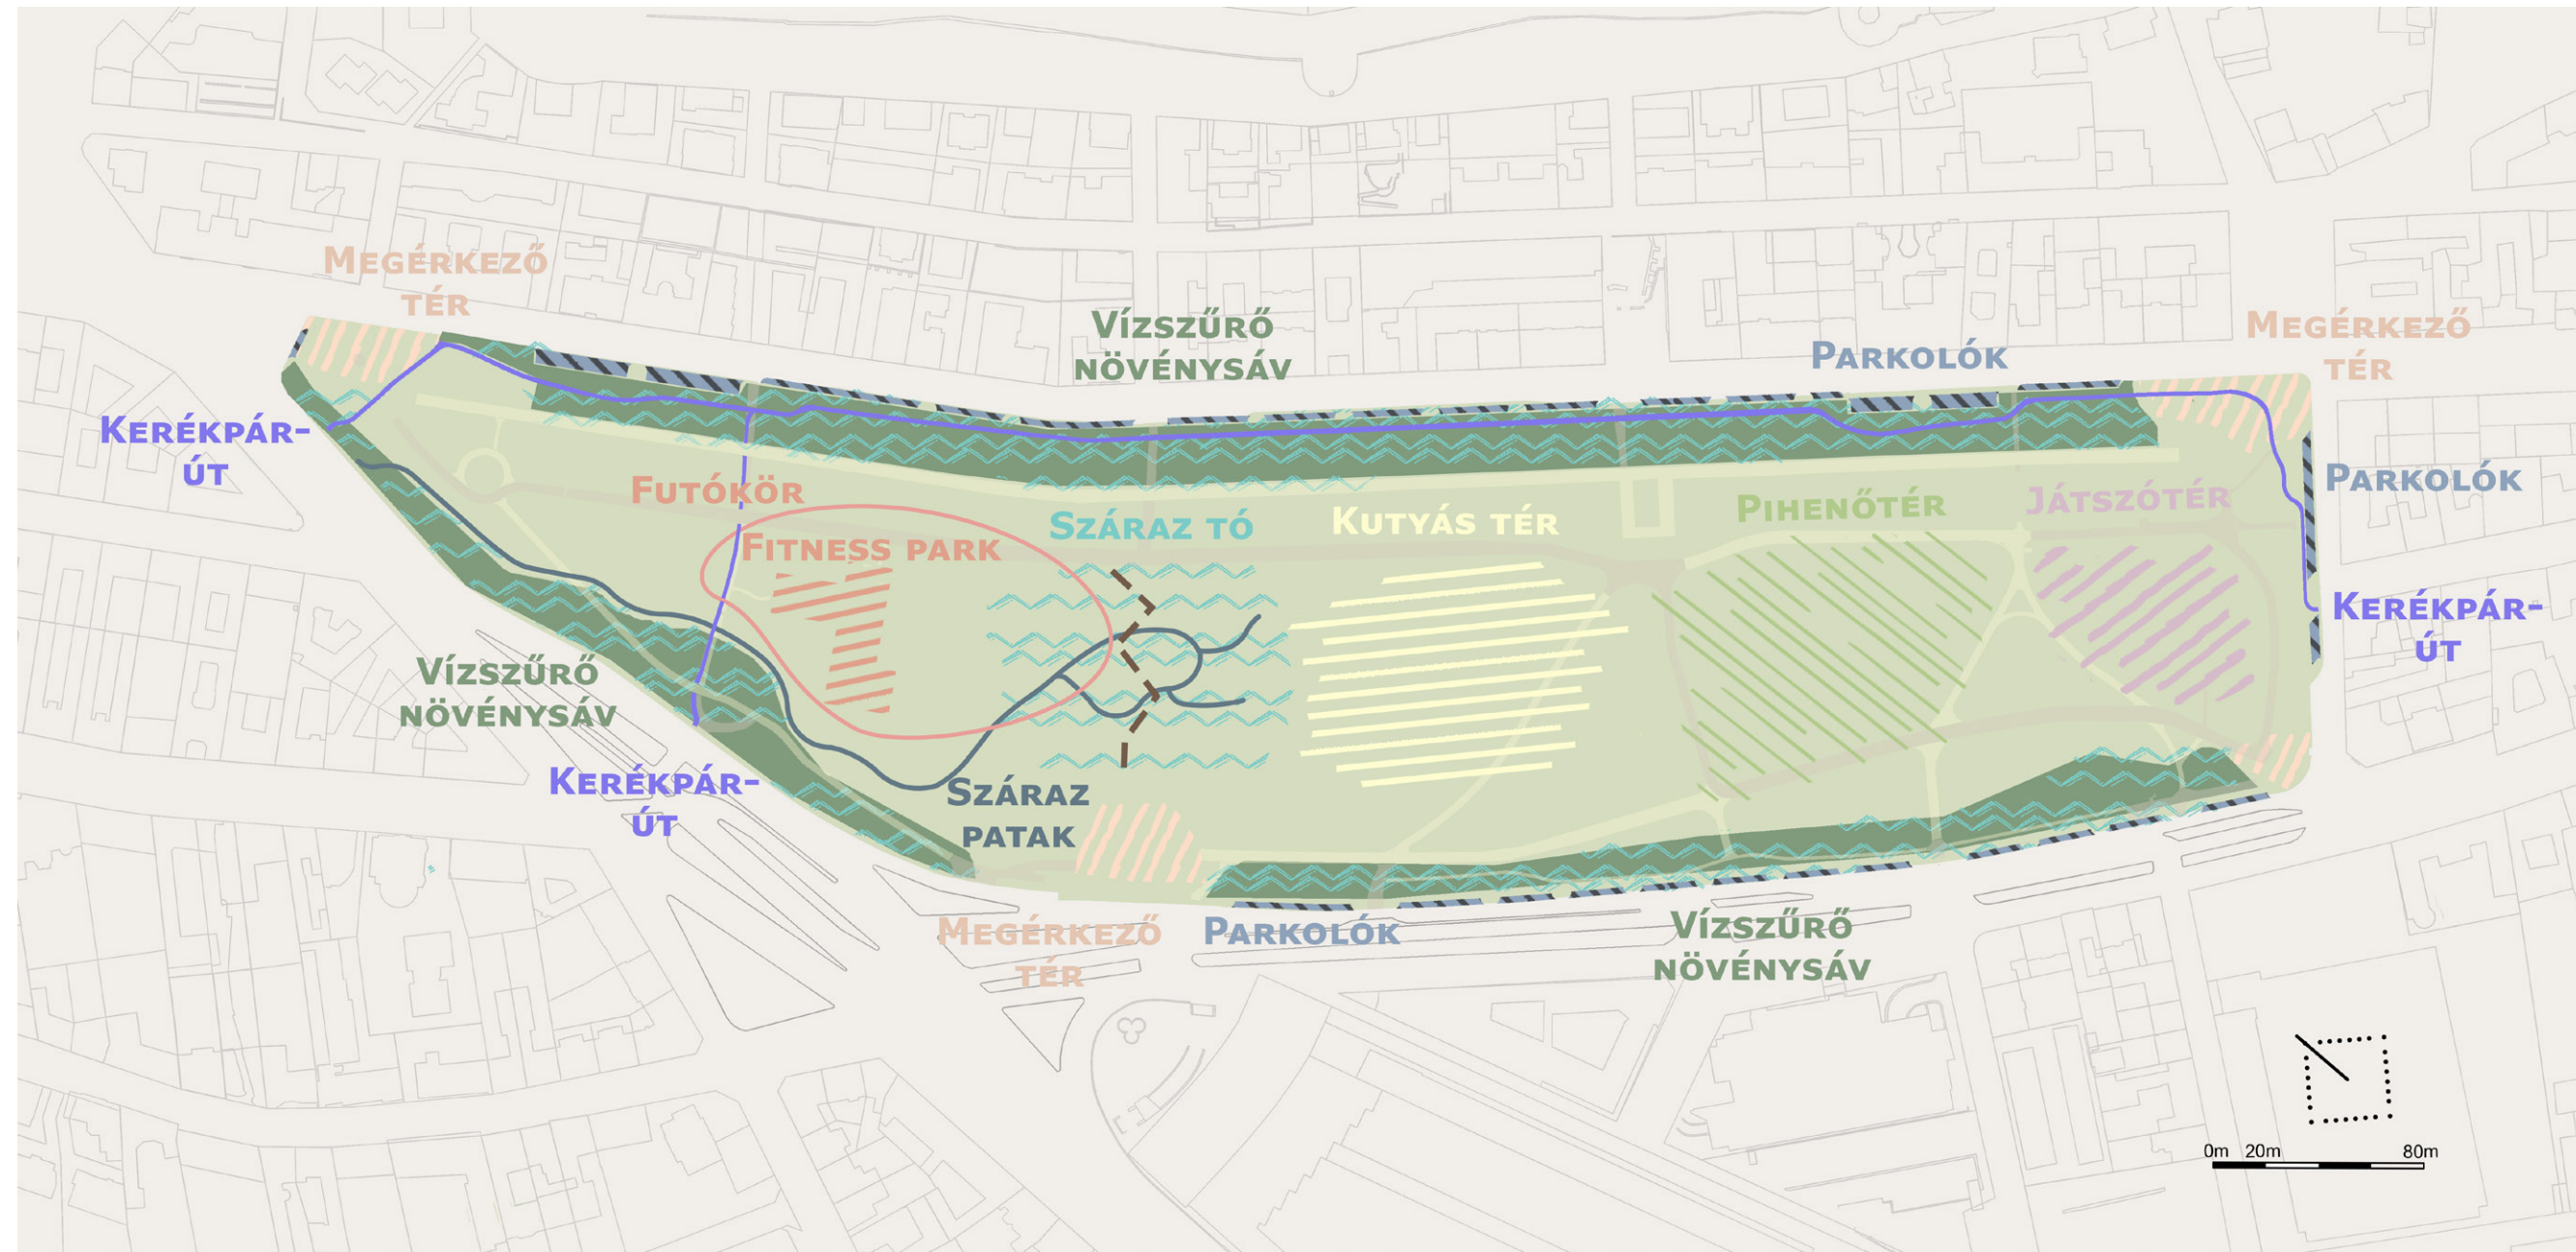 Megérkező
tér
Vízszűrő
növénysáv
Parkolók
Megérkező
tér
Kerékpár-
út
Futókör
Fitness park
Száraz tó
Kutyás tér
Pihenőtér
Játszótér
Parkolók
Kerékpár-
út
Vízszűrő
növénysáv
Kerékpár-
út
Száraz
patak
Megérkező
tér
Parkolók
Vízszűrő
növénysáv
0m 20m 80m